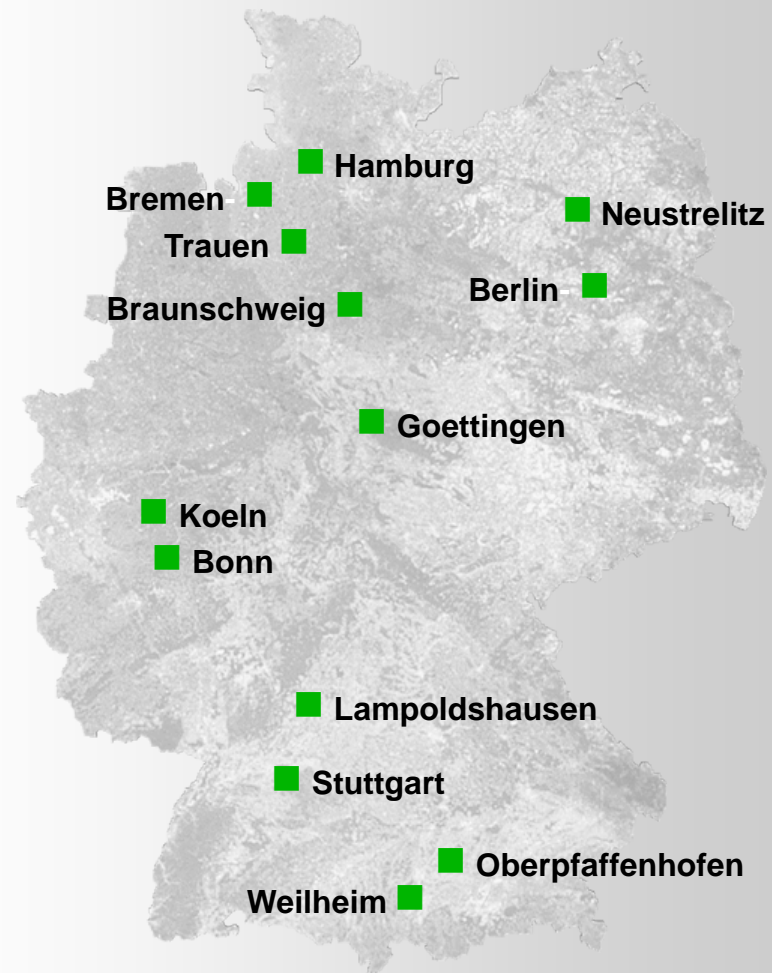 Hamburg
Bremen-
Neustrelitz
Trauen
Berlin-
Braunschweig
Goettingen
Koeln
Bonn
Lampoldshausen
Stuttgart
Oberpfaffenhofen
Weilheim